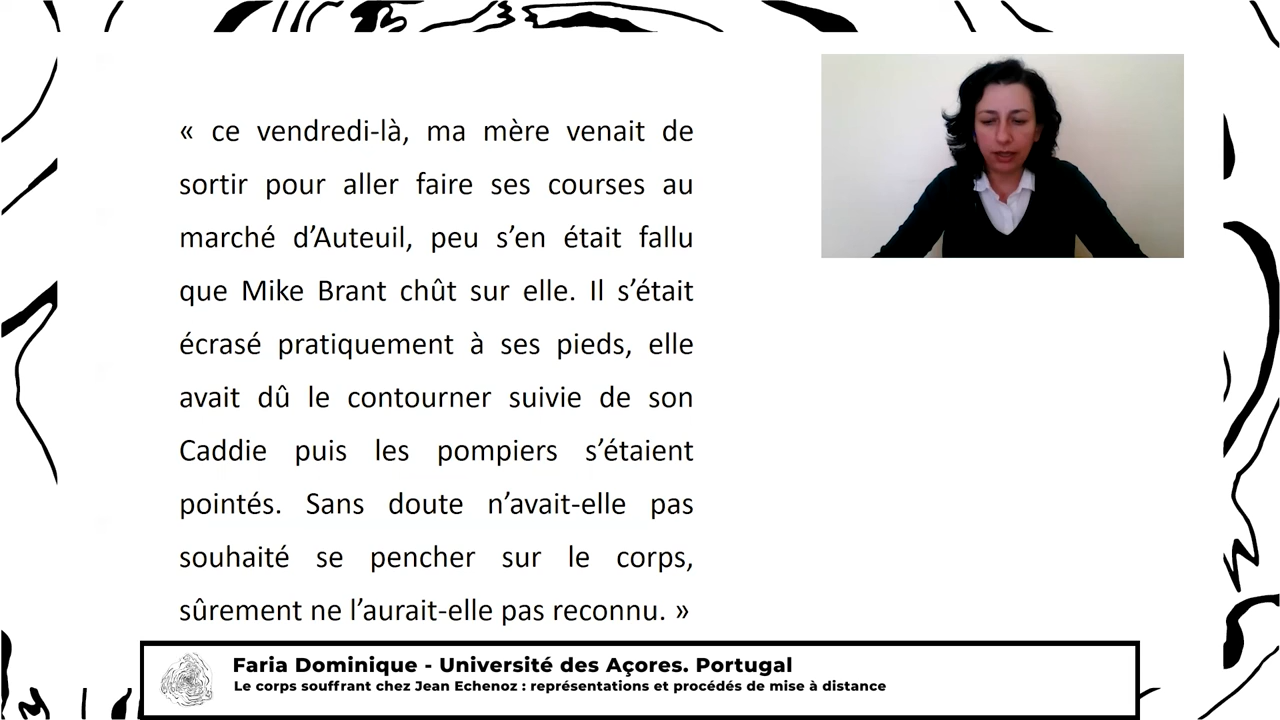 « ce vendredi-là, ma mère venait de
sortir pour aller faire ses courses au
marché d’Auteuil, peu s’en était fallu
que Mike Brant chût sur elle. Il s’était
écrasé pratiquement à ses pieds, elle
avait dû le contourner suivie de son
Caddie puis les pompiers s’étaient
pointés. Sans doute n’avait-elle pas
souhaité se pencher sur le corps,
sûrement ne l’aurait-elle pas reconnu. »
Faria Dominique - Université des Açores. Portugal
Le corps souffrant chez Jean Echenoz : représentations et procédés de mise à distance